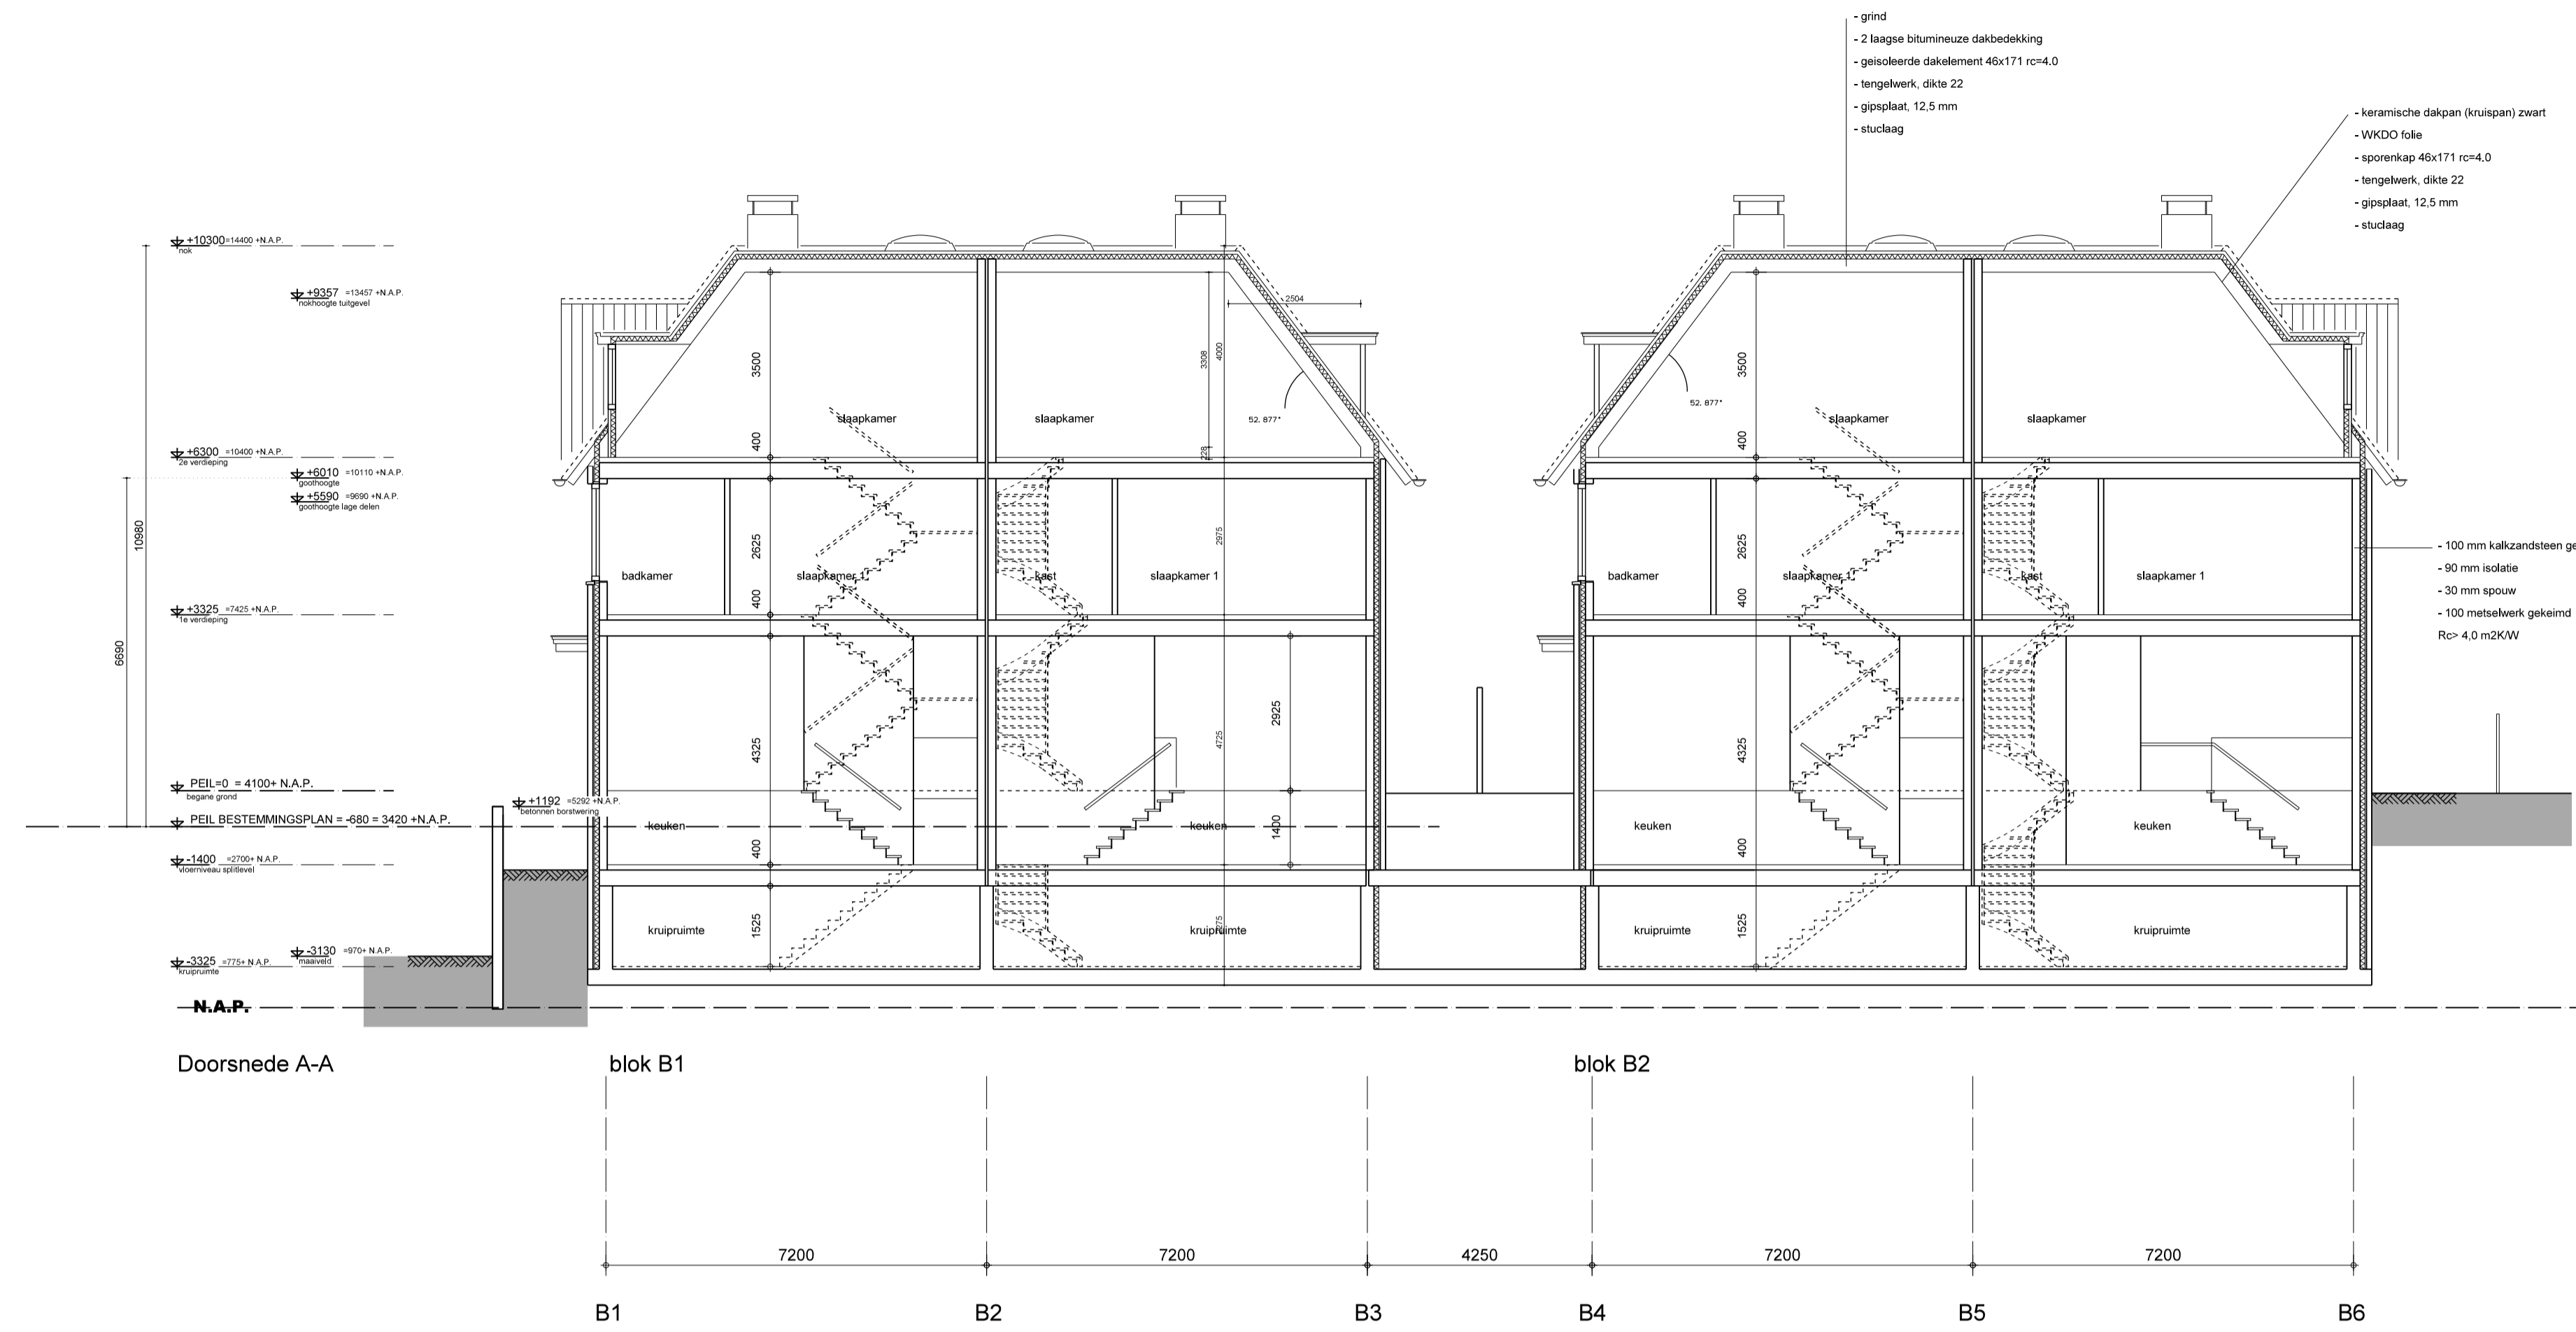 - grind
- 2 laagse bitumineuze dakbedekking
- geisoleerde dakelement 46x171 rc=4.0
- tengelwerk, dikte 22
- gipsplaat, 12,5 mm
- stuclaag
- keramische dakpan (kruispan) zwart
- WKDO folie
- sporenkap 46x171 rc=4.0
- tengelwerk, dikte 22
- gipsplaat, 12,5 mm
- stuclaag
+10300=14400 +N.A.P.
nok
+9357 =13457 +N.A.P.
nokhoogte tuitgevel
+6300 =10400 +N.A.P.
2e verdieping
+6010 =10110 +N.A.P.
goothoogte
+5590 =9690 +N.A.P.
goothoogte lage delen
+3325 =7425 +N.A.P.
1e verdieping
PEIL=0 = 4100+ N.A.P.
begane grond
+1192 =5292 +N.A.P.
betonnen borstwering
PEIL BESTEMMINGSPLAN = -680 = 3420 +N.A.P.
-1400 =2700+ N.A.P.
vloerniveau splitlevel
-3130 =970+ N.A.P.
maaiveld
-3325 =775+ N.A.P.
kruipruimte
N.A.P.
10980
6690
3500
400
2625
400
4325
400
1525
2504
3308
4000
228
52. 877°
2975
4725
2925
1400
slaapkamer
slaapkamer
badkamer
slaapkamer 1
kast
slaapkamer 1
keuken
keuken
kruipruimte
kruipruimte
3500
400
2625
400
4325
400
1525
52. 877°
slaapkamer
slaapkamer
badkamer
slaapkamer 1
kast
slaapkamer 1
keuken
keuken
kruipruimte
kruipruimte
- 100 mm kalkzandsteen ge
- 90 mm isolatie
- 30 mm spouw
- 100 metselwerk gekeimd
Rc> 4,0 m2K/W
Doorsnede A-A
blok B1
blok B2
7200
7200
4250
7200
7200
B1
B2
B3
B4
B5
B6